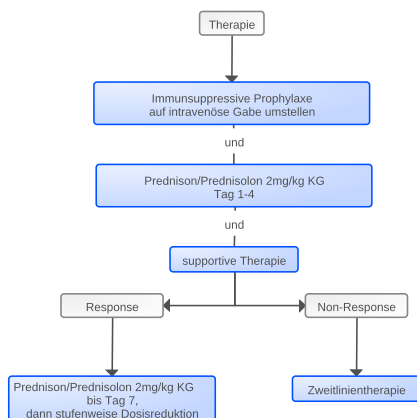 Therapie
Immunsuppressive Prophylaxe
auf intravenöse Gabe umstellen
und
Prednison/Prednisolon 2mg/kg KG
Tag 1-4
und
supportive Therapie
Response
Non-Response
Prednison/Prednisolon 2mg/kg KG
bis Tag 7,
dann stufenweise Dosisreduktion
Zweitlinientherapie